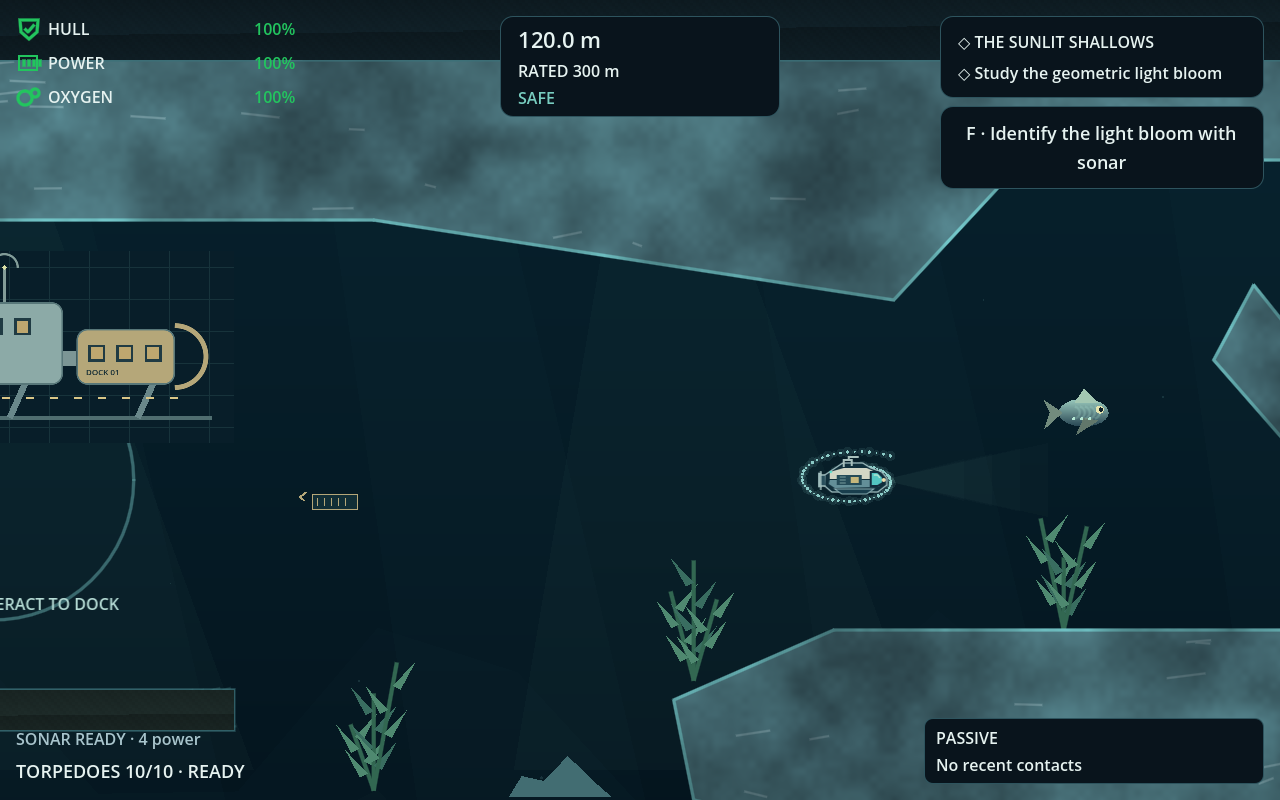 HULL 100%
POWER 100%
OXYGEN 100%
120.0 m
RATED 300 m
SAFE
◇ THE SUNLIT SHALLOWS
◇ Study the geometric light bloom
F · Identify the light bloom with
sonar
DOCK 01
ERACT TO DOCK
SONAR READY · 4 power
TORPEDOES 10/10 · READY
PASSIVE
No recent contacts